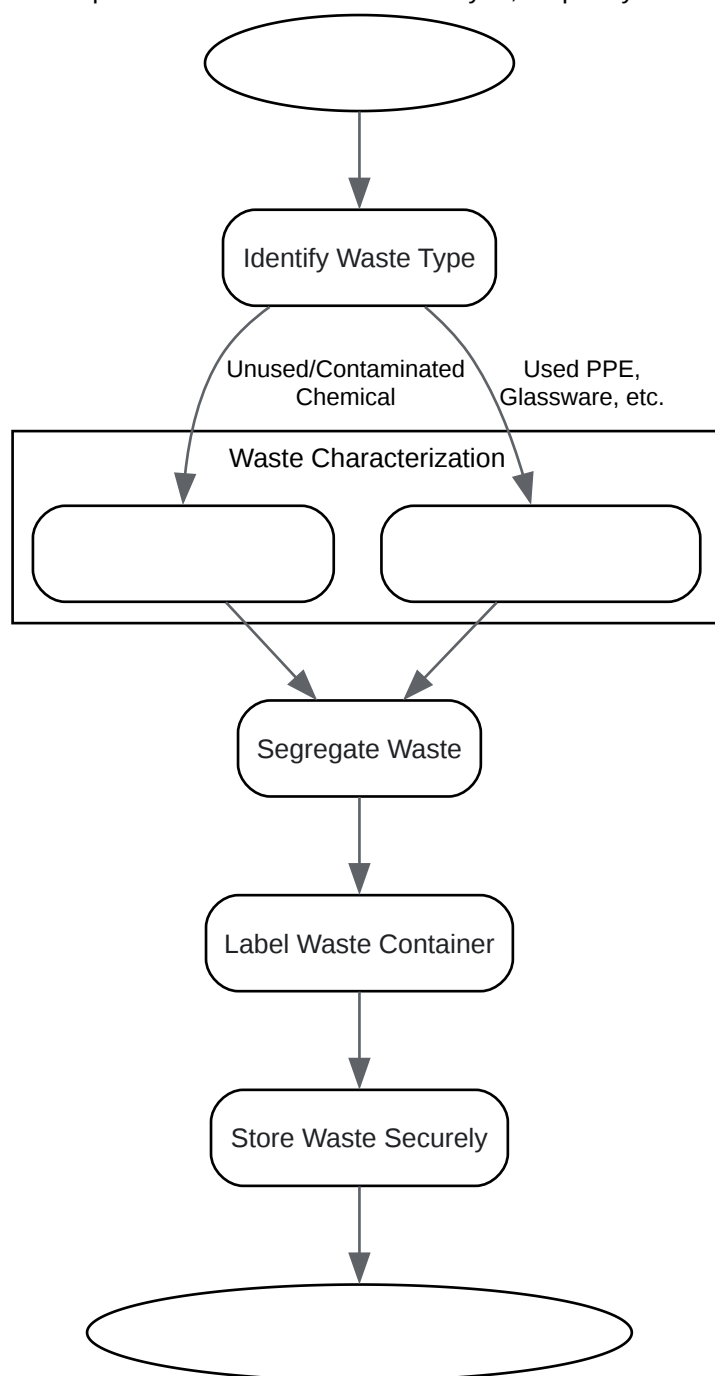 Identify Waste Type
Unused/Contaminated
Chemical
Used PPE,
Glassware, etc.
Waste Characterization
Segregate Waste
Label Waste Container
Store Waste Securely